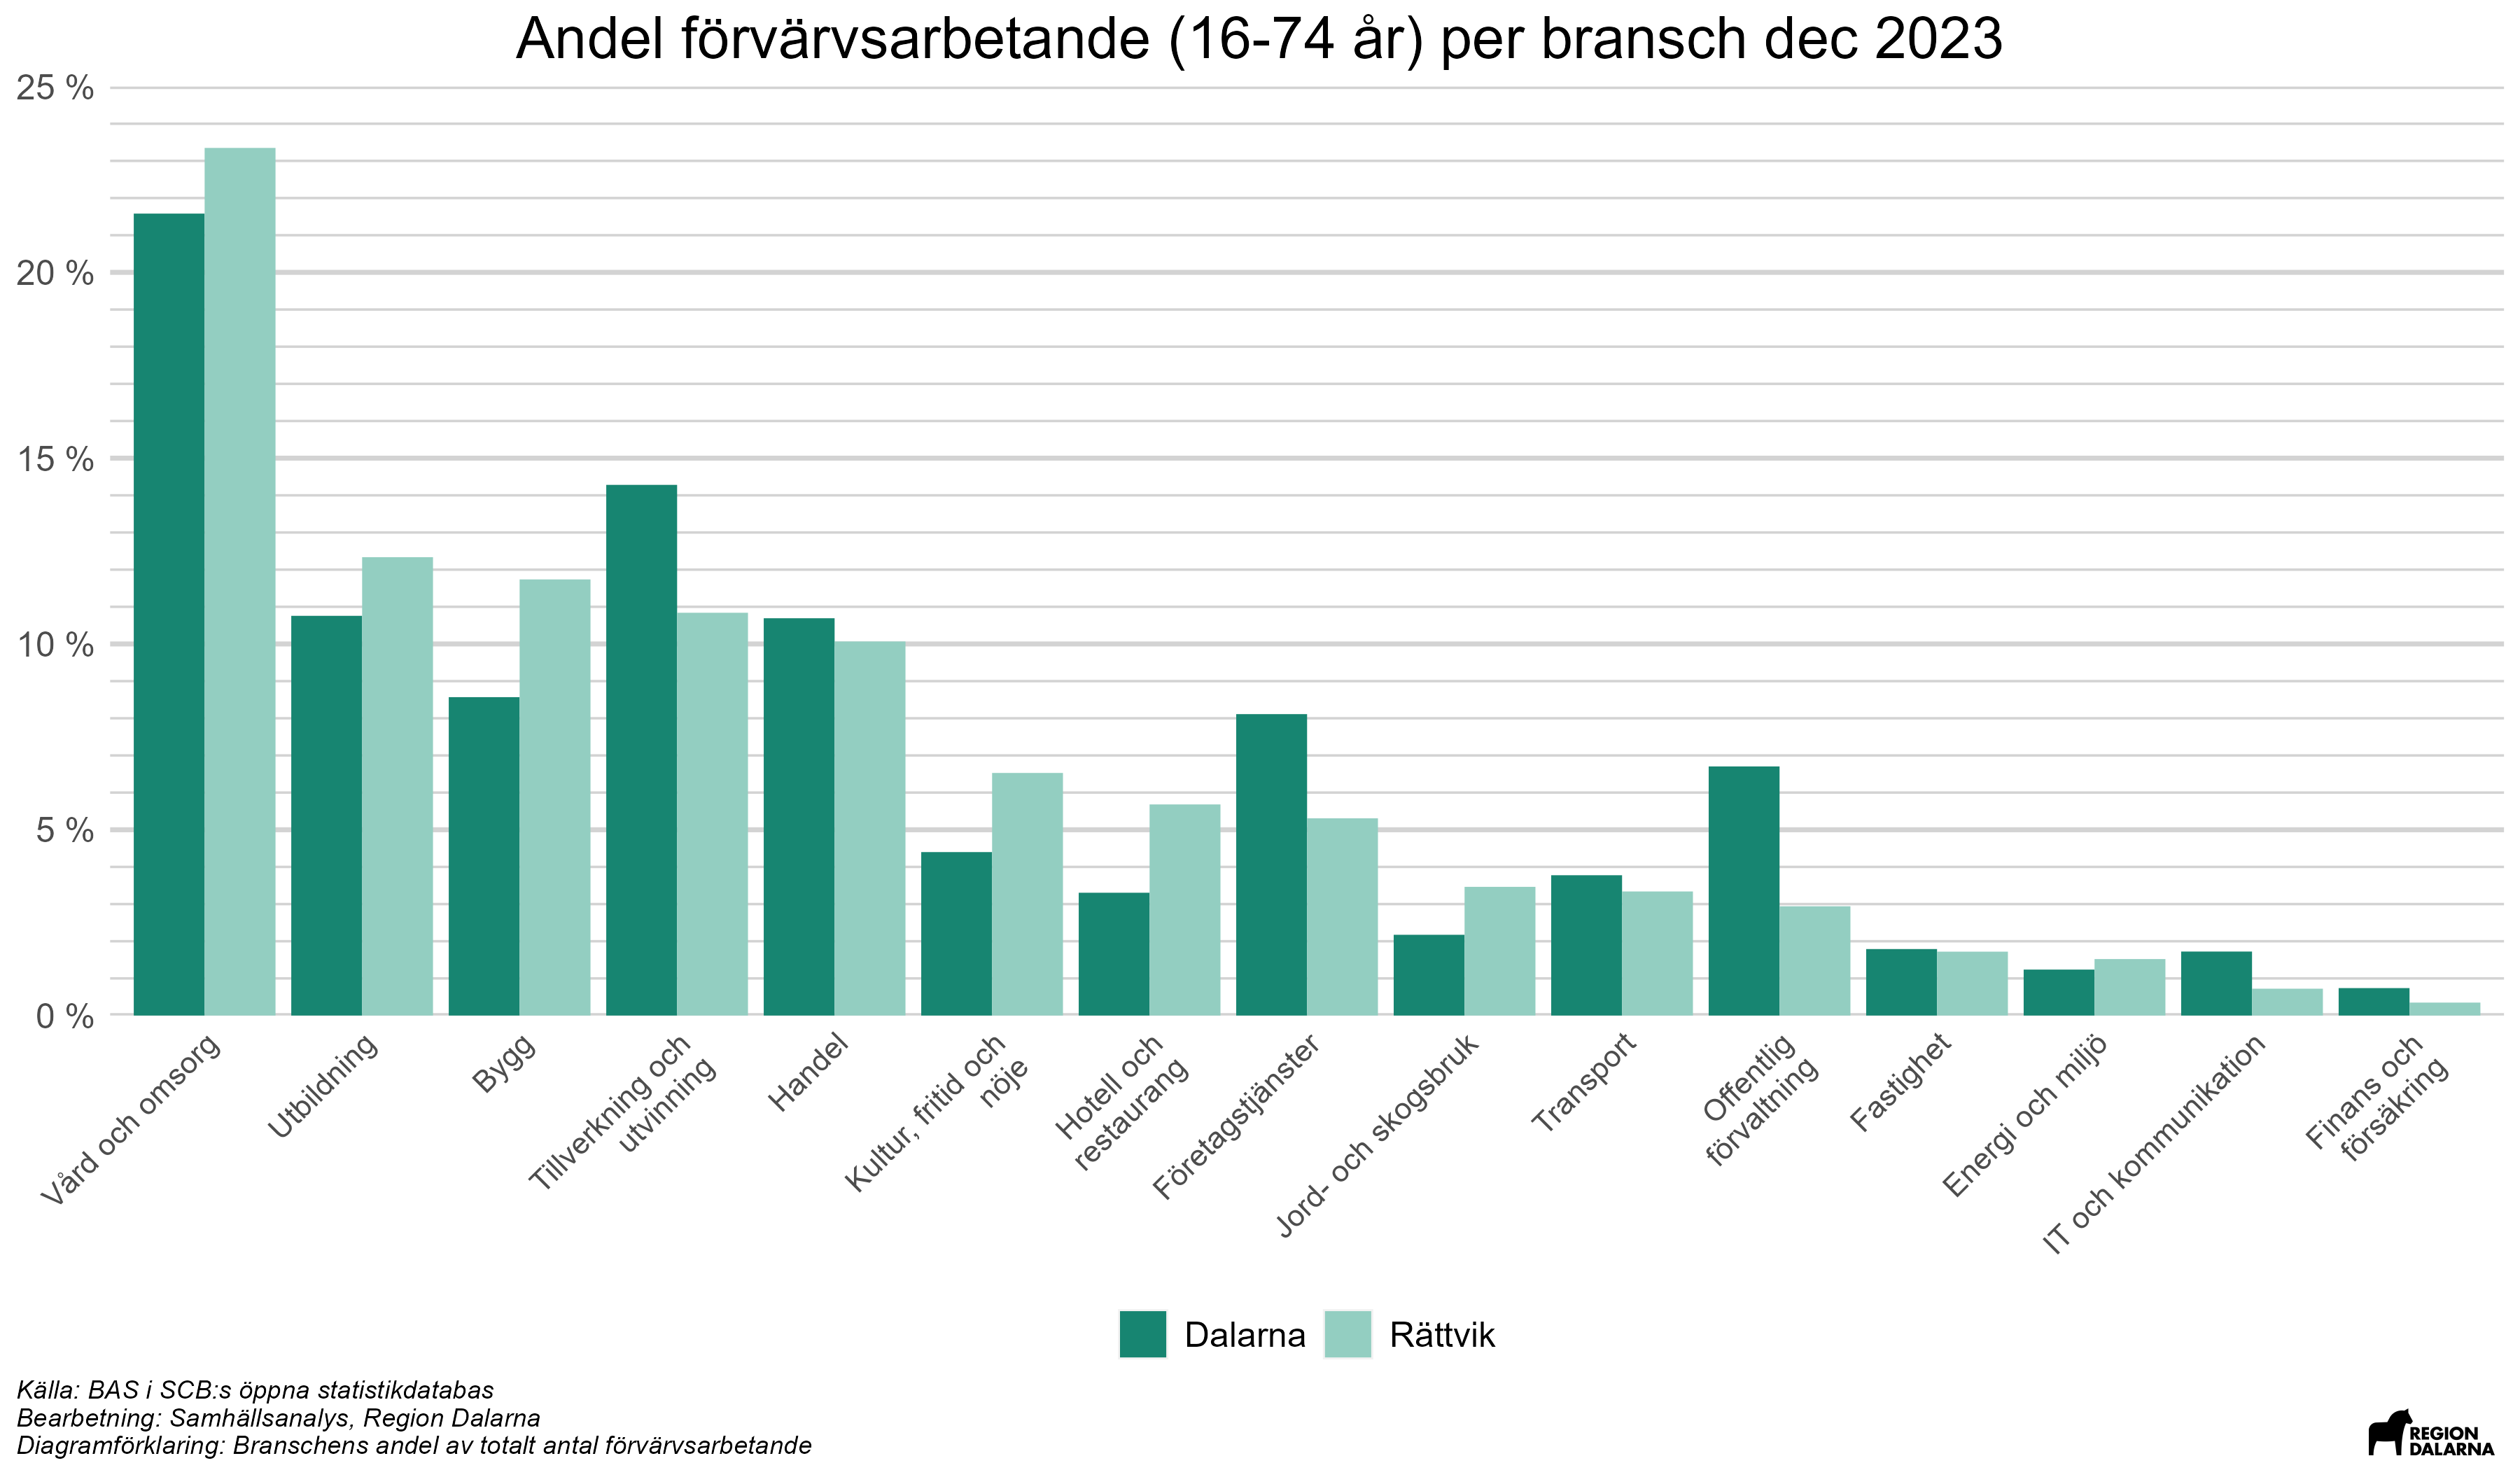 Andel förvärvsarbetande (16-74 år) per bransch dec 2023
25 %
20 %
15 %
10 %
5 %
0 %
Vård och omsorg
Utbildning
Bygg
Tillverkning och
utvinning
Handel
Kultur, fritid och
nöje
Hotell och
restaurang
Företagstjänster
Jord- och skogsbruk
Transport
Offentlig
förvaltning
Fastighet
Energi och miljö
IT och kommunikation
Finans och
försäkring
Dalarna
Rättvik
Källa: BAS i SCB:s öppna statistikdatabas
Bearbetning: Samhällsanalys, Region Dalarna
Diagramförklaring: Branschens andel av totalt antal förvärvsarbetande
REGION
DALARNA